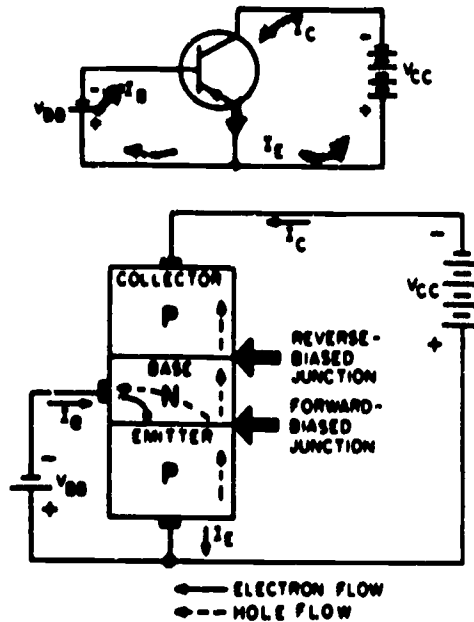 I_C
-
V_CC
+
-
I_B
V_BB
+
I_E
I_C
-
V_CC
+
COLLECTOR
P
REVERSE-
BIASED
JUNCTION
BASE
N
I_B
FORWARD-
BIASED
JUNCTION
EMITTER
P
-
V_BB
+
I_E
ELECTRON FLOW
HOLE FLOW